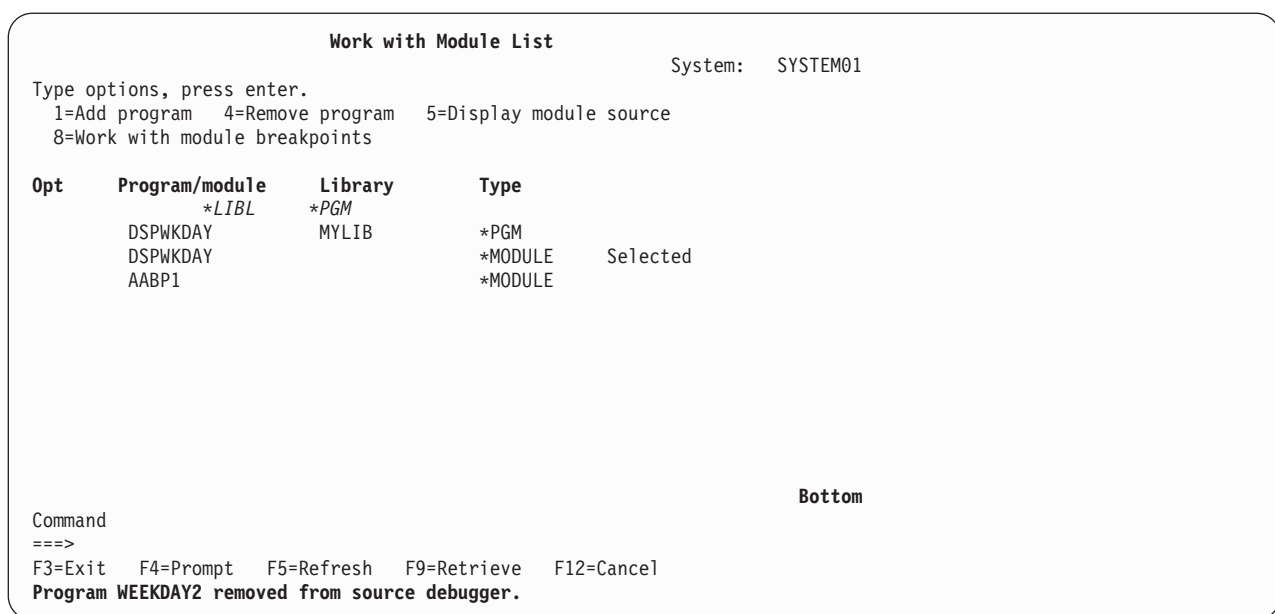 Work with Module List
System: SYSTEM01
Type options, press enter.
1=Add program 4=Remove program 5=Display module source
8=Work with module breakpoints
Opt Program/module Library Type
*LIBL *PGM
DSPWKDAY MYLIB *PGM
DSPWKDAY *MODULE Selected
AABP1 *MODULE
Bottom
Command
===>
F3=Exit F4=Prompt F5=Refresh F9=Retrieve F12=Cancel
Program WEEKDAY2 removed from source debugger.